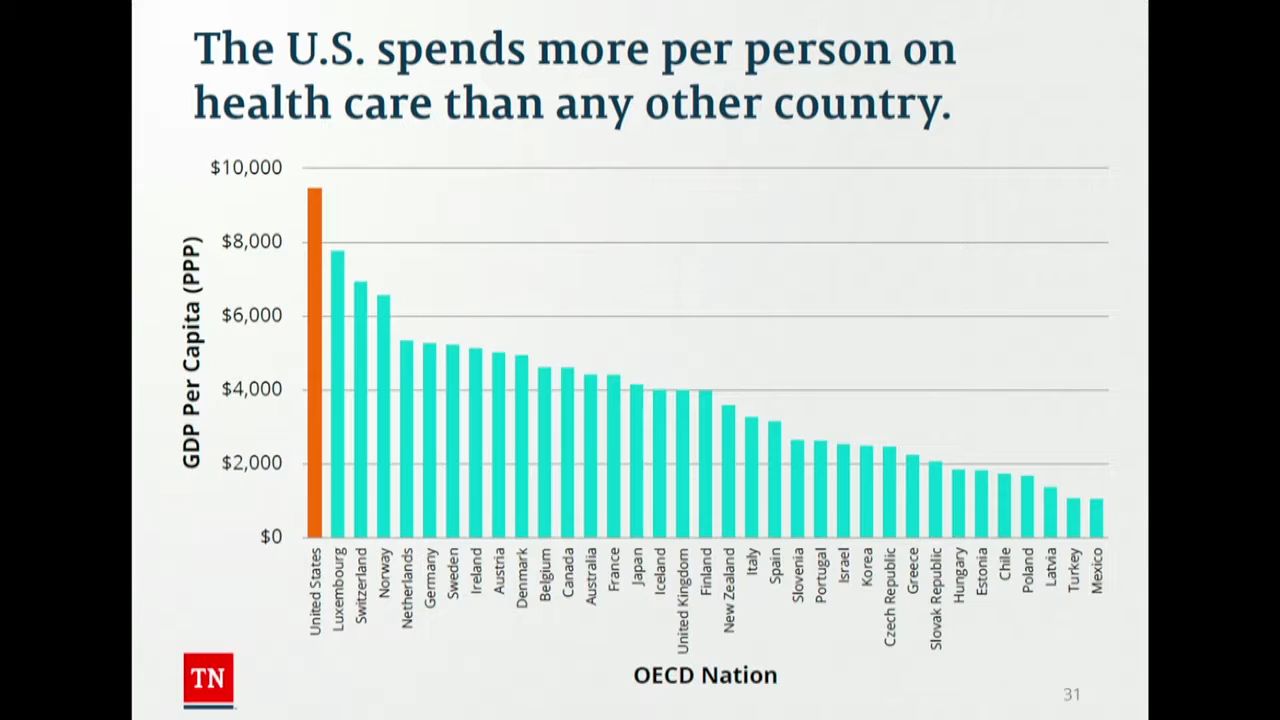 The U.S. spends more per person on
health care than any other country.
$10,000
$8,000
$6,000
$4,000
$2,000
$0
GDP Per Capita (PPP)
United States
Luxembourg
Switzerland
Norway
Netherlands
Germany
Sweden
Ireland
Austria
Denmark
Belgium
Canada
Australia
France
Japan
Iceland
United Kingdom
Finland
New Zealand
Italy
Spain
Slovenia
Portugal
Israel
Korea
Czech Republic
Greece
Slovak Republic
Hungary
Estonia
Chile
Poland
Latvia
Turkey
Mexico
OECD Nation
TN
31